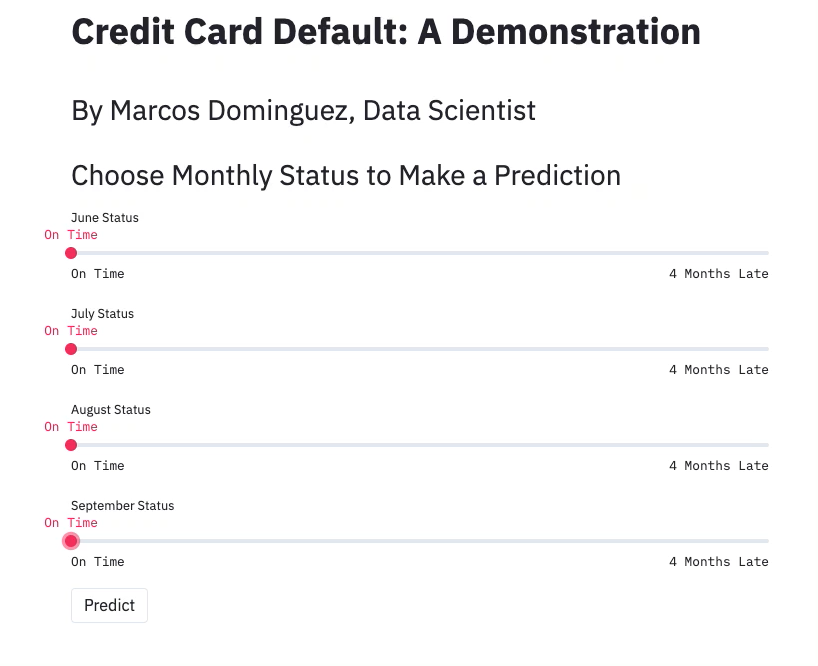 Credit Card Default: A Demonstration
By Marcos Dominguez, Data Scientist
Choose Monthly Status to Make a Prediction
June Status
On Time
On Time 4 Months Late
July Status
On Time
On Time 4 Months Late
August Status
On Time
On Time 4 Months Late
September Status
On Time
On Time 4 Months Late
Predict